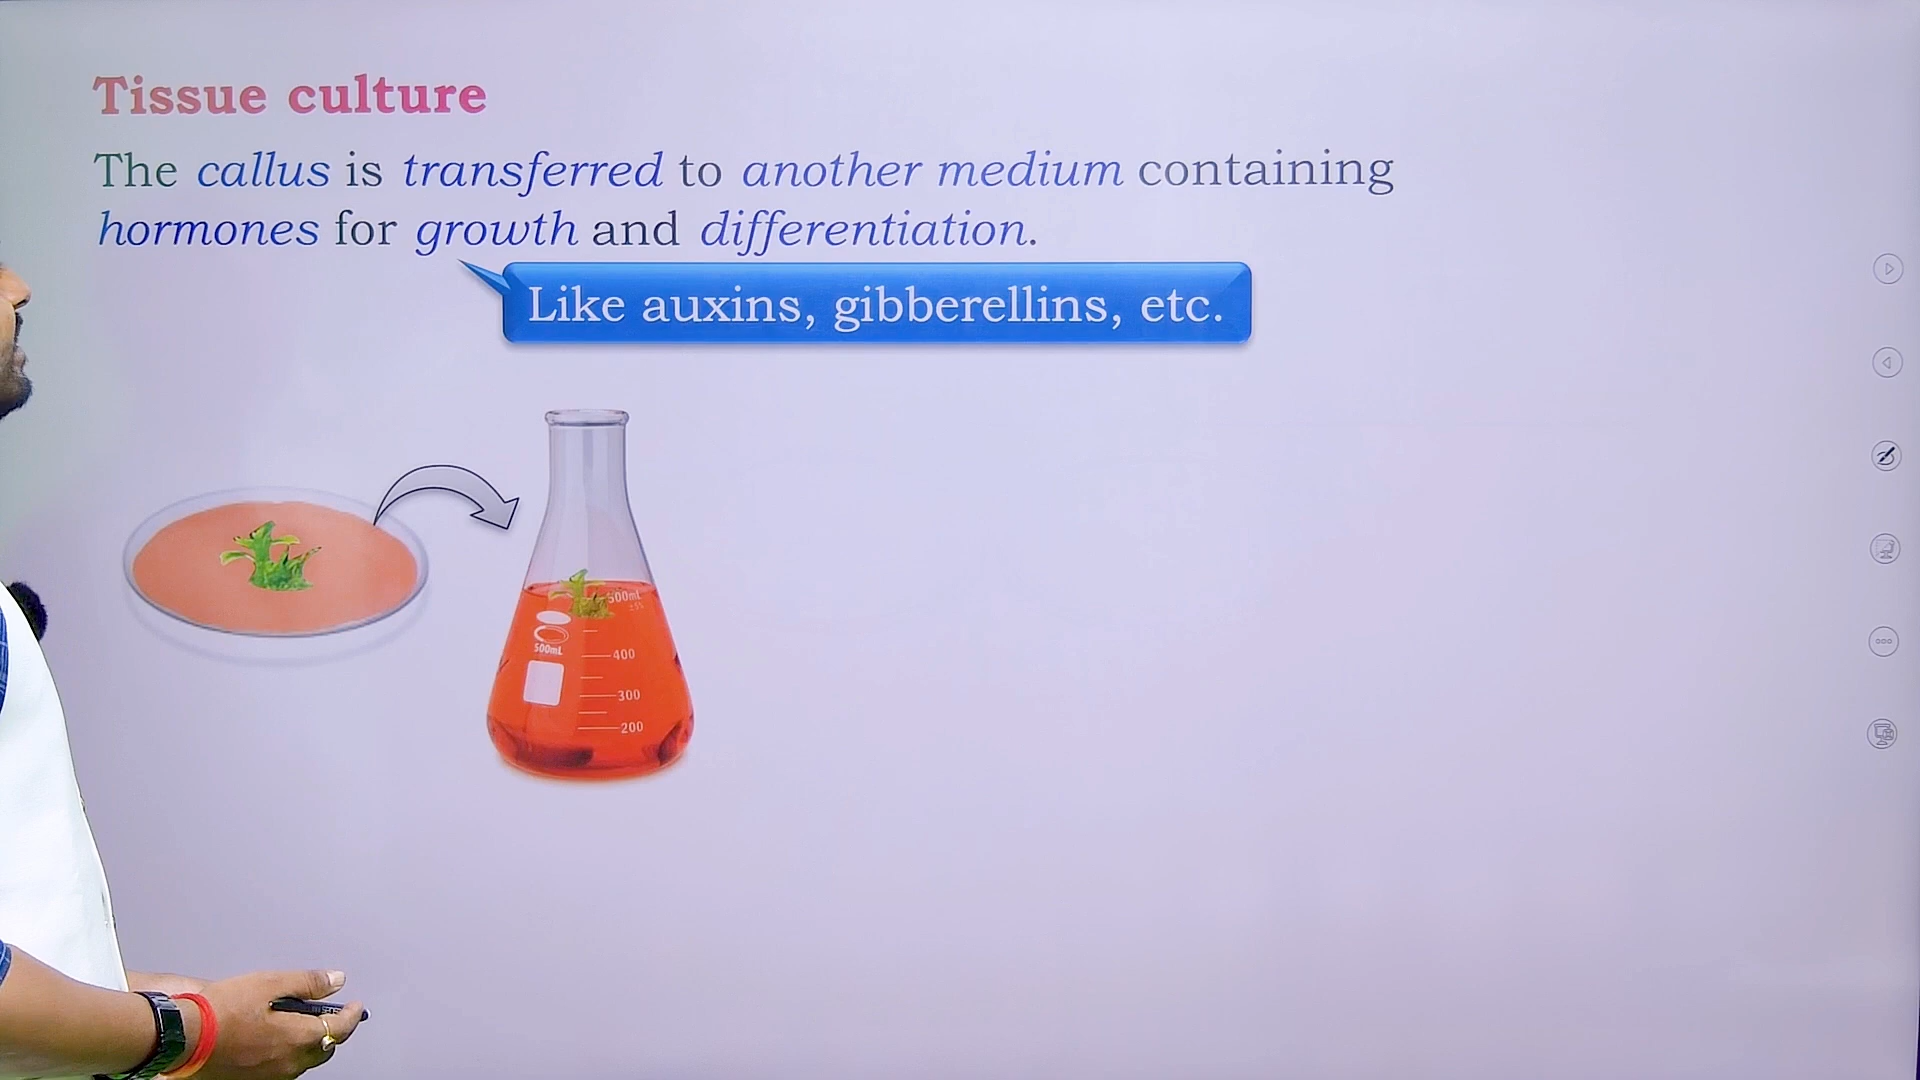 Tissue culture
The callus is transferred to another medium containing
hormones for growth and differentiation.
Like auxins, gibberellins, etc.
500mL
±5%
500mL
400
300
200